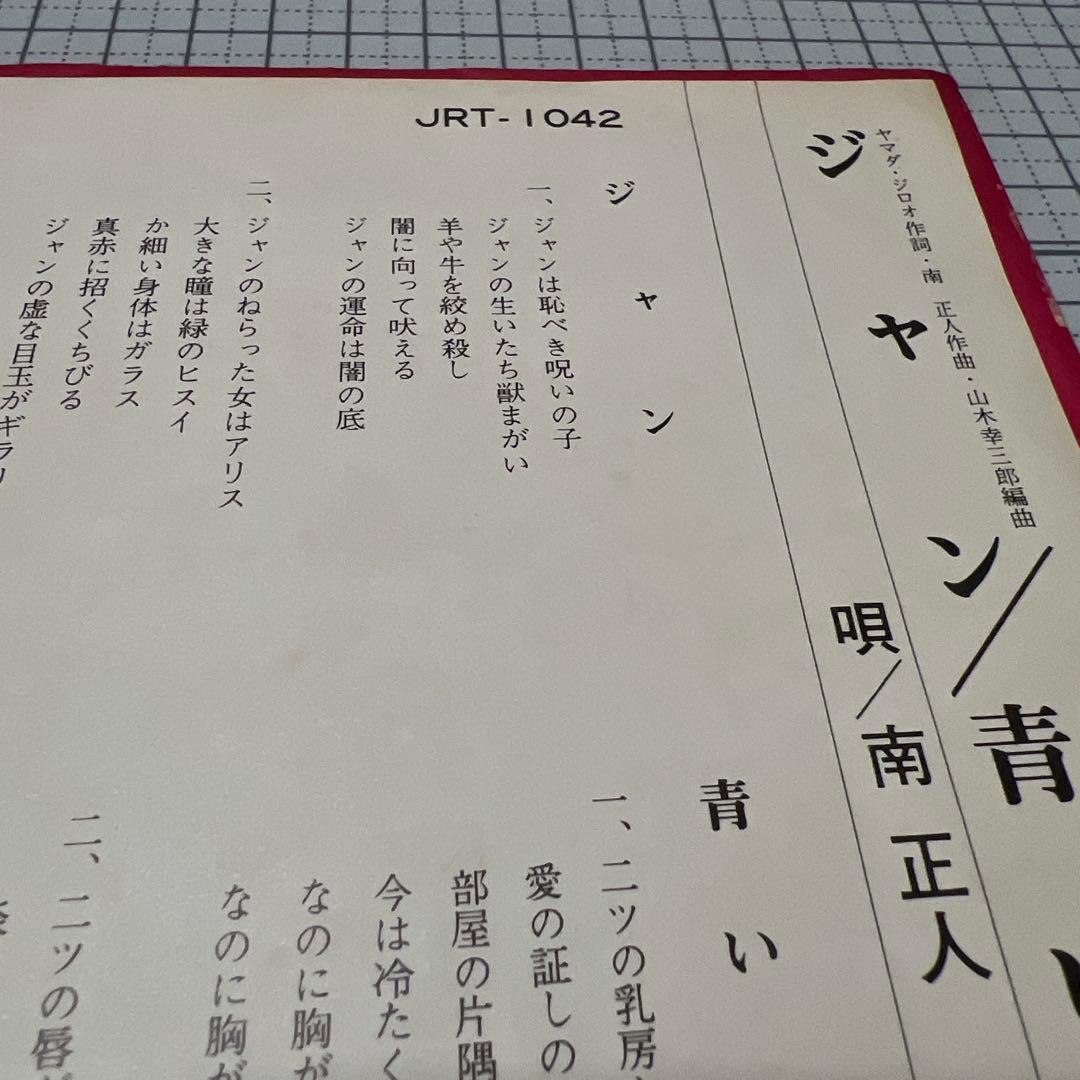 JRT-1042
ヤマダ・ジロオ作詞・南 正人作曲・山木幸三郎編曲
ジャン/青い
唄/南 正人
ジャン
一、ジャンは恥べき呪いの子
ジャンの生いたち獣まがい
羊や牛を絞め殺し
闇に向って吠える
ジャンの運命は闇の底
二、ジャンのねらった女はアリス
大きな瞳は緑のヒスイ
か細い身体はガラス
真赤に招くくちびる
ジャンの虚な目玉がギラリ
青い
一、二ツの乳房
愛の証しの
部屋の片隅
今は冷たく
なのに胸が
なのに胸が
二、二ツの唇